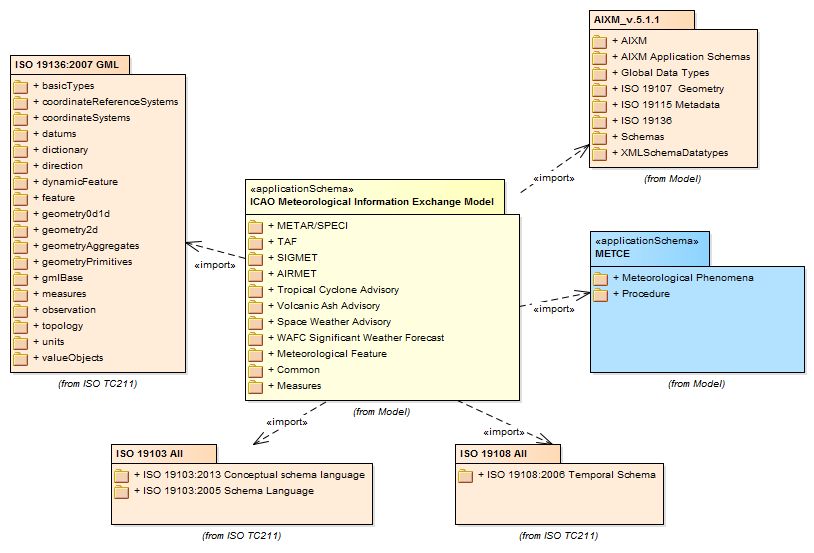 AIXM_v.5.1.1
+ AIXM
+ AIXM Application Schemas
+ Global Data Types
+ ISO 19107  Geometry
+ ISO 19115 Metadata
+ ISO 19136
+ Schemas
+ XMLSchemaDatatypes
(from Model)
ISO 19136:2007 GML
+ basicTypes
+ coordinateReferenceSystems
+ coordinateSystems
+ datums
+ dictionary
+ direction
+ dynamicFeature
+ feature
+ geometry0d1d
+ geometry2d
+ geometryAggregates
+ geometryPrimitives
+ gmlBase
+ measures
+ observation
+ topology
+ units
+ valueObjects
(from ISO TC211)
«import»
«applicationSchema»
ICAO Meteorological Information Exchange Model
+ METAR/SPECI
+ TAF
+ SIGMET
+ AIRMET
+ Tropical Cyclone Advisory
+ Volcanic Ash Advisory
+ Space Weather Advisory
+ WAFC Significant Weather Forecast
+ Meteorological Feature
+ Common
+ Measures
(from Model)
«import»
«applicationSchema»
METCE
+ Meteorological Phenomena
+ Procedure
(from Model)
«import»
«import»
«import»
ISO 19103 All
+ ISO 19103:2013 Conceptual schema language
+ ISO 19103:2005 Schema Language
(from ISO TC211)
ISO 19108 All
+ ISO 19108:2006 Temporal Schema
(from ISO TC211)